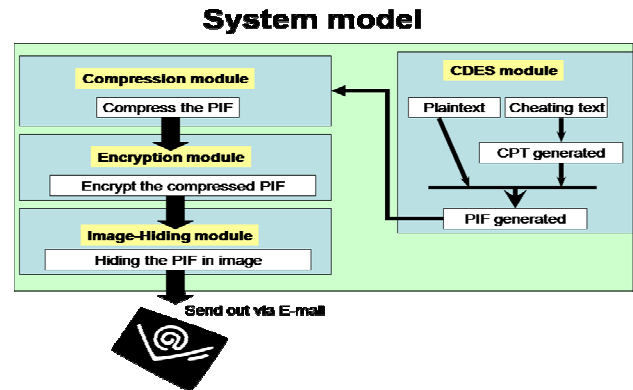 System model
Compression module
Compress the PIF
Encryption module
Encrypt the compressed PIF
Image-Hiding module
Hiding the PIF in image
Send out via E-mail
CDES module
Plaintext
Cheating text
CPT generated
PIF generated